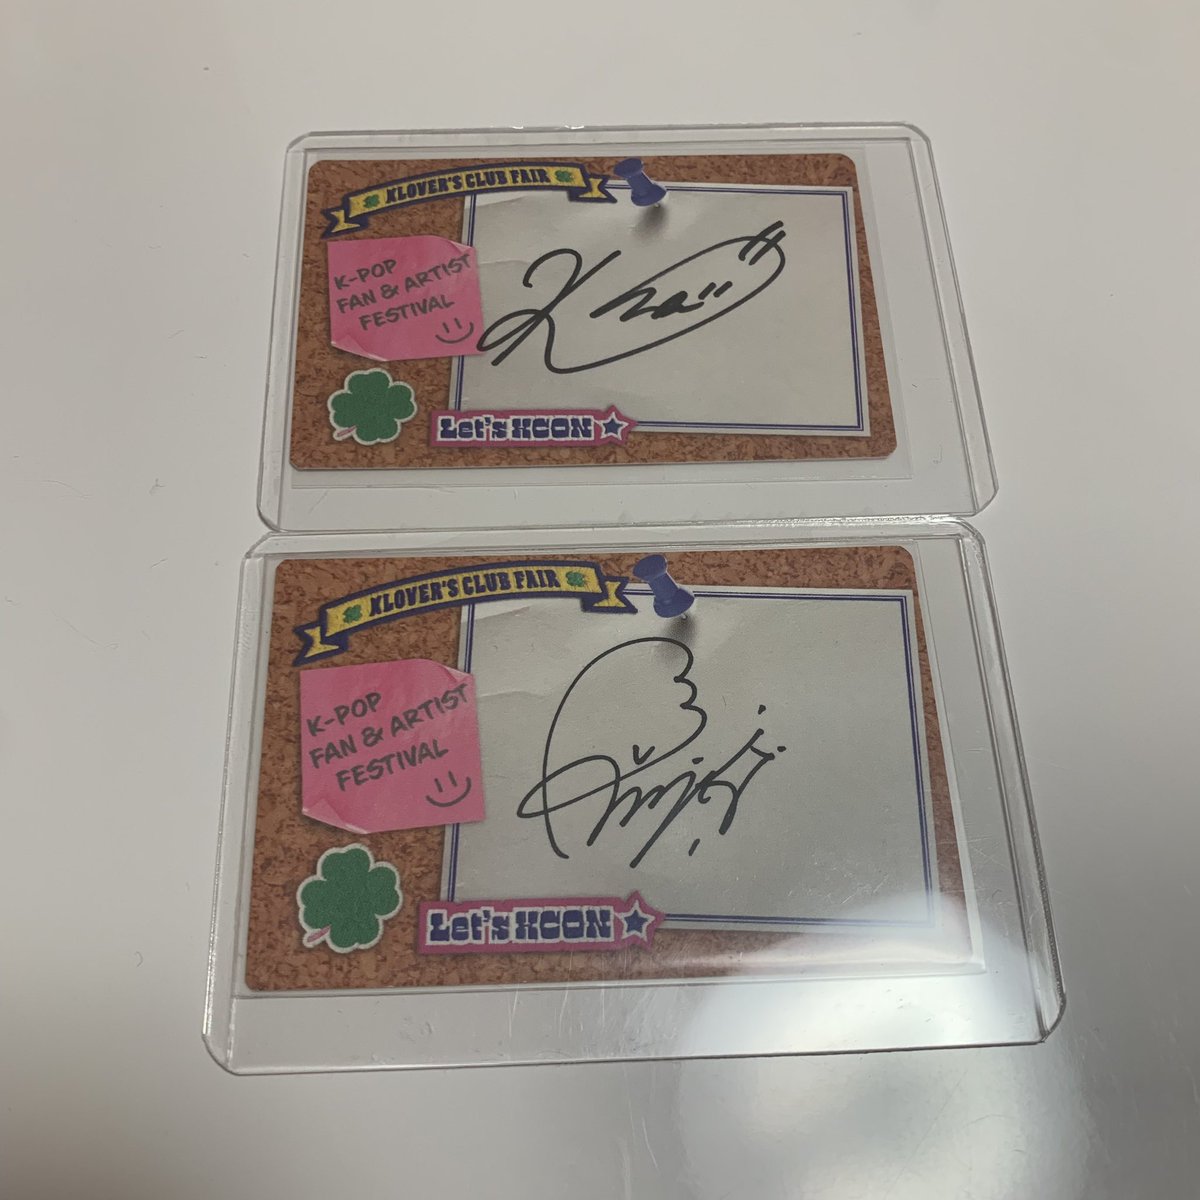 KLOVER'S CLUB FAIR
K-POP
FAN & ARTIST
FESTIVAL
Let's KCON
KLOVER'S CLUB FAIR
K-POP
FAN & ARTIST
FESTIVAL
Let's KCON